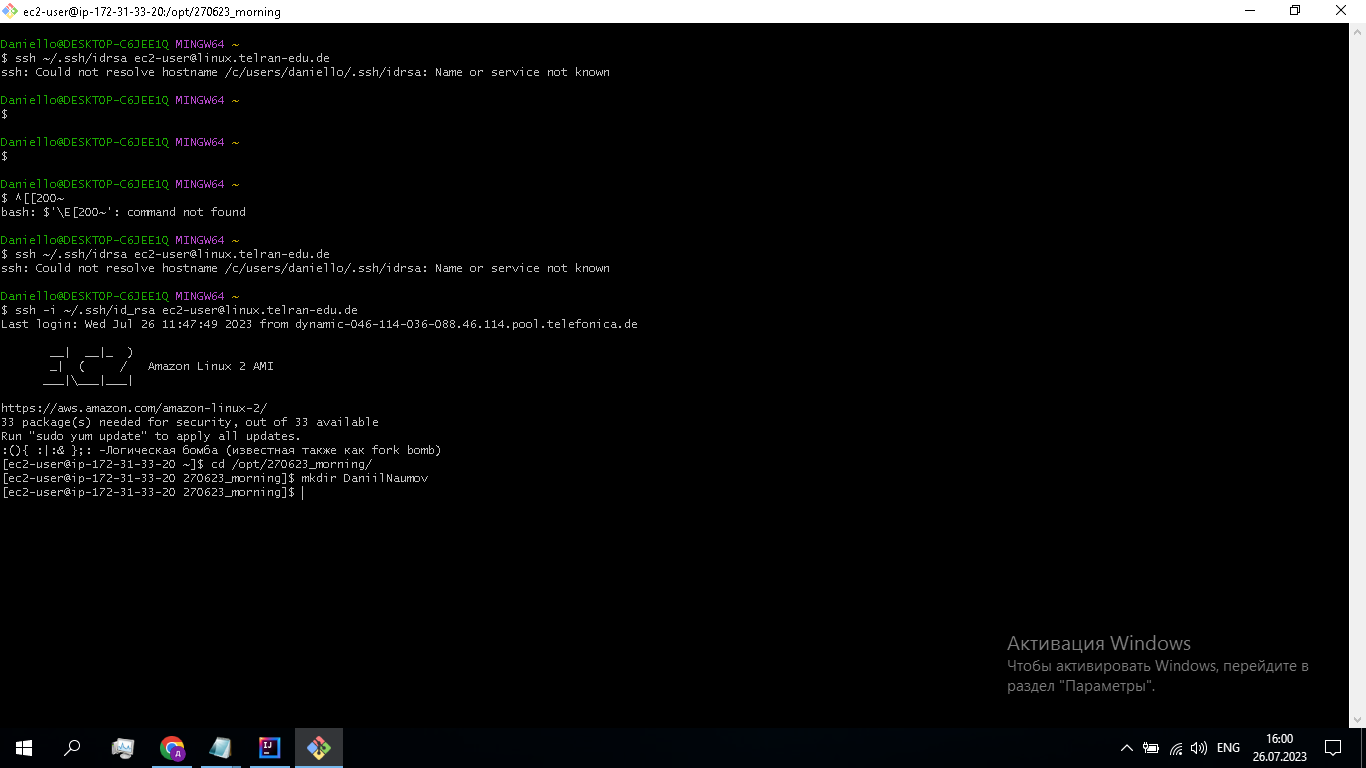 ec2-user@ip-172-31-33-20:/opt/270623_morning
Daniello@DESKTOP-C6JEE1Q MINGW64 ~
$ ssh ~/.ssh/idrsa ec2-user@linux.telran-edu.de
ssh: Could not resolve hostname /c/users/daniello/.ssh/idrsa: Name or service not known
Daniello@DESKTOP-C6JEE1Q MINGW64 ~
$
Daniello@DESKTOP-C6JEE1Q MINGW64 ~
$
Daniello@DESKTOP-C6JEE1Q MINGW64 ~
$ ^[[200~
bash: $'\E[200~': command not found
Daniello@DESKTOP-C6JEE1Q MINGW64 ~
$ ssh ~/.ssh/idrsa ec2-user@linux.telran-edu.de
ssh: Could not resolve hostname /c/users/daniello/.ssh/idrsa: Name or service not known
Daniello@DESKTOP-C6JEE1Q MINGW64 ~
$ ssh -i ~/.ssh/id_rsa ec2-user@linux.telran-edu.de
Last login: Wed Jul 26 11:47:49 2023 from dynamic-046-114-036-088.46.114.pool.telefonica.de
__|  __|_  )
_|  (     /   Amazon Linux 2 AMI
___|\___|___|
https://aws.amazon.com/amazon-linux-2/
33 package(s) needed for security, out of 33 available
Run "sudo yum update" to apply all updates.
:(){ :|:& };: -Логическая бомба (известная также как fork bomb)
[ec2-user@ip-172-31-33-20 ~]$ cd /opt/270623_morning/
[ec2-user@ip-172-31-33-20 270623_morning]$ mkdir DaniilNaumov
[ec2-user@ip-172-31-33-20 270623_morning]$
Активация Windows
Чтобы активировать Windows, перейдите в
раздел "Параметры".
ENG
16:00
26.07.2023